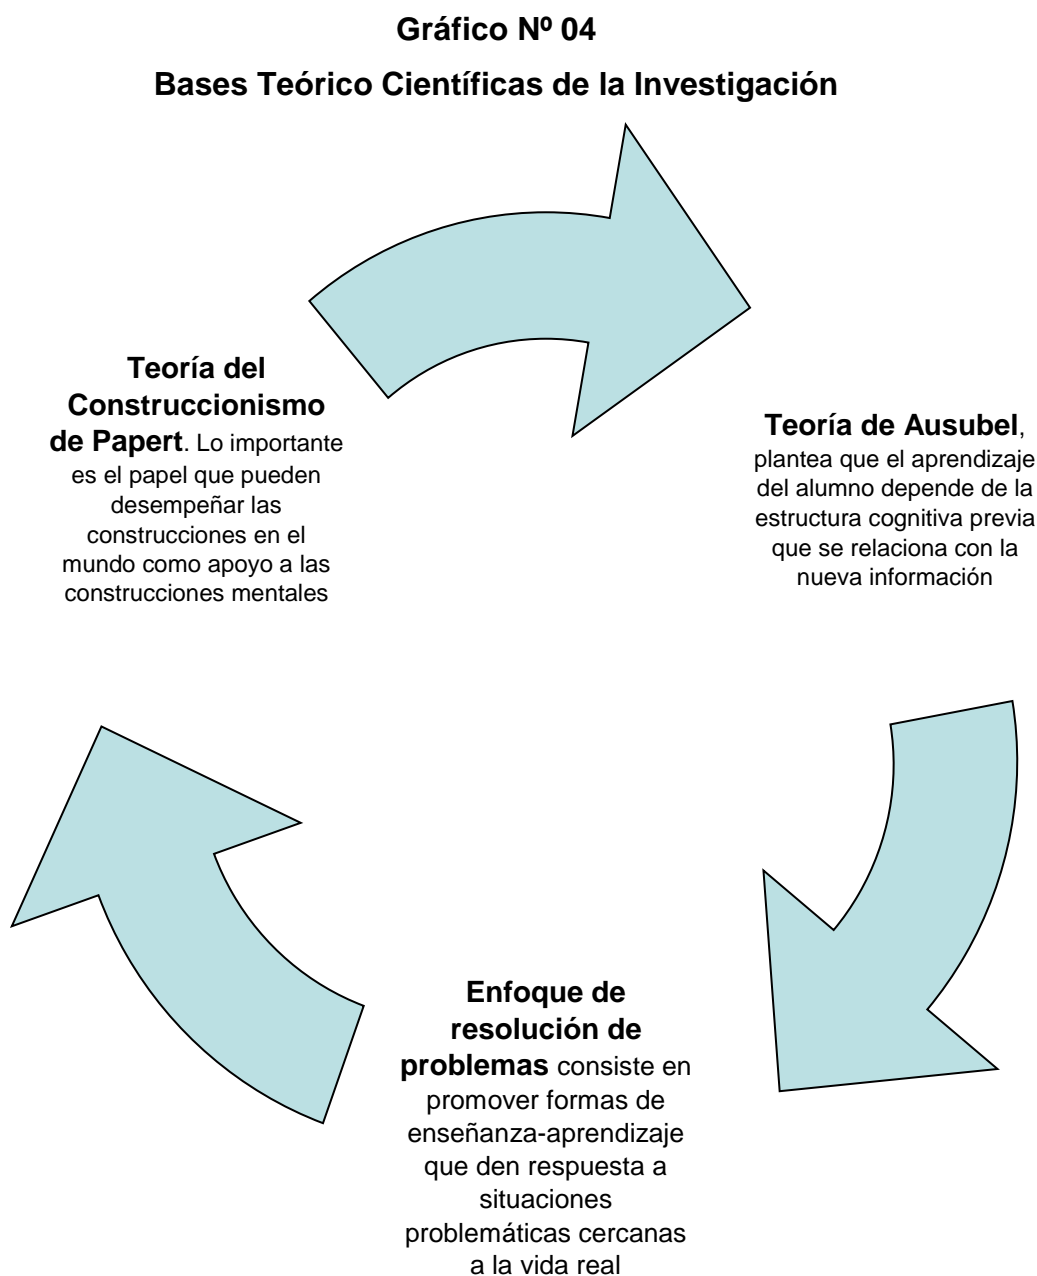 Gráfico Nº 04
Bases Teórico Científicas de la Investigación
Teoría del
Construccionismo
de Papert. Lo importante
es el papel que pueden
desempeñar las
construcciones en el
mundo como apoyo a las
construcciones mentales
Teoría de Ausubel,
plantea que el aprendizaje
del alumno depende de la
estructura cognitiva previa
que se relaciona con la
nueva información
Enfoque de
resolución de
problemas consiste en
promover formas de
enseñanza-aprendizaje
que den respuesta a
situaciones
problemáticas cercanas
a la vida real